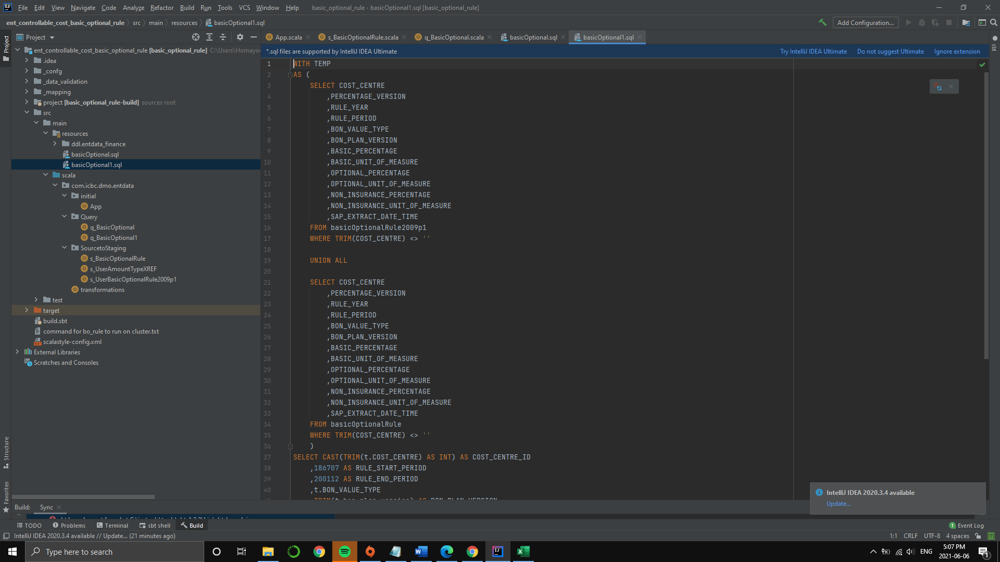 File Edit View Navigate Code Analyze Refactor Build Run Tools VCS Window Help basic_optional_rule - basicOptional1.sql [basic_optional_rule]
ent_controllable_cost_basic_optional_rule src main resources basicOptional1.sql
Add Configuration...
Project
App.scala s_BasicOptionalRule.scala q_BasicOptional.scala basicOptional.sql basicOptional1.sql
*.sql files are supported by IntelliJ IDEA Ultimate
Try IntelliJ IDEA Ultimate Do not suggest Ultimate Ignore extension
Project
sbt
Structure
Favorites
ent_controllable_cost_basic_optional_rule [basic_optional_rule] C:\Users\Homayou
.idea
_confg
_data_validation
_mapping
project [basic_optional_rule-build] sources root
src
main
resources
ddl.entdata_finance
basicOptional.sql
basicOptional1.sql
scala
com.icbc.dmo.entdata
initial
App
Query
q_BasicOptional
q_BasicOptional1
SourcetoStaging
s_BasicOptionalRule
s_UserAmountTypeXREF
s_UserBasicOptionalRule2009p1
transformations
test
target
build.sbt
command for bo_rule to run on cluster.txt
scalastyle-config.xml
External Libraries
Scratches and Consoles
1 WITH TEMP
2 AS (
3 SELECT COST_CENTRE
4 ,PERCENTAGE_VERSION
5 ,RULE_YEAR
6 ,RULE_PERIOD
7 ,BON_VALUE_TYPE
8 ,BON_PLAN_VERSION
9 ,BASIC_PERCENTAGE
10 ,BASIC_UNIT_OF_MEASURE
11 ,OPTIONAL_PERCENTAGE
12 ,OPTIONAL_UNIT_OF_MEASURE
13 ,NON_INSURANCE_PERCENTAGE
14 ,NON_INSURANCE_UNIT_OF_MEASURE
15 ,SAP_EXTRACT_DATE_TIME
16 FROM basicOptionalRule2009p1
17 WHERE TRIM(COST_CENTRE) <> ''
18
19 UNION ALL
20
21 SELECT COST_CENTRE
22 ,PERCENTAGE_VERSION
23 ,RULE_YEAR
24 ,RULE_PERIOD
25 ,BON_VALUE_TYPE
26 ,BON_PLAN_VERSION
27 ,BASIC_PERCENTAGE
28 ,BASIC_UNIT_OF_MEASURE
29 ,OPTIONAL_PERCENTAGE
30 ,OPTIONAL_UNIT_OF_MEASURE
31 ,NON_INSURANCE_PERCENTAGE
32 ,NON_INSURANCE_UNIT_OF_MEASURE
33 ,SAP_EXTRACT_DATE_TIME
34 FROM basicOptionalRule
35 WHERE TRIM(COST_CENTRE) <> ''
36 )
37 SELECT CAST(TRIM(t.COST_CENTRE) AS INT) AS COST_CENTRE_ID
38 ,186707 AS RULE_START_PERIOD
39 ,200112 AS RULE_END_PERIOD
40 ,t.BON_VALUE_TYPE
IntelliJ IDEA 2020.3.4 available
Update...
Build: Sync
TODO Problems Terminal sbt shell Build
1 Event Log
IntelliJ IDEA 2020.3.4 available // Update... (21 minutes ago)
1:1 CRLF UTF-8 4 spaces
Type here to search
ENG
5:07 PM
2021-06-06
1